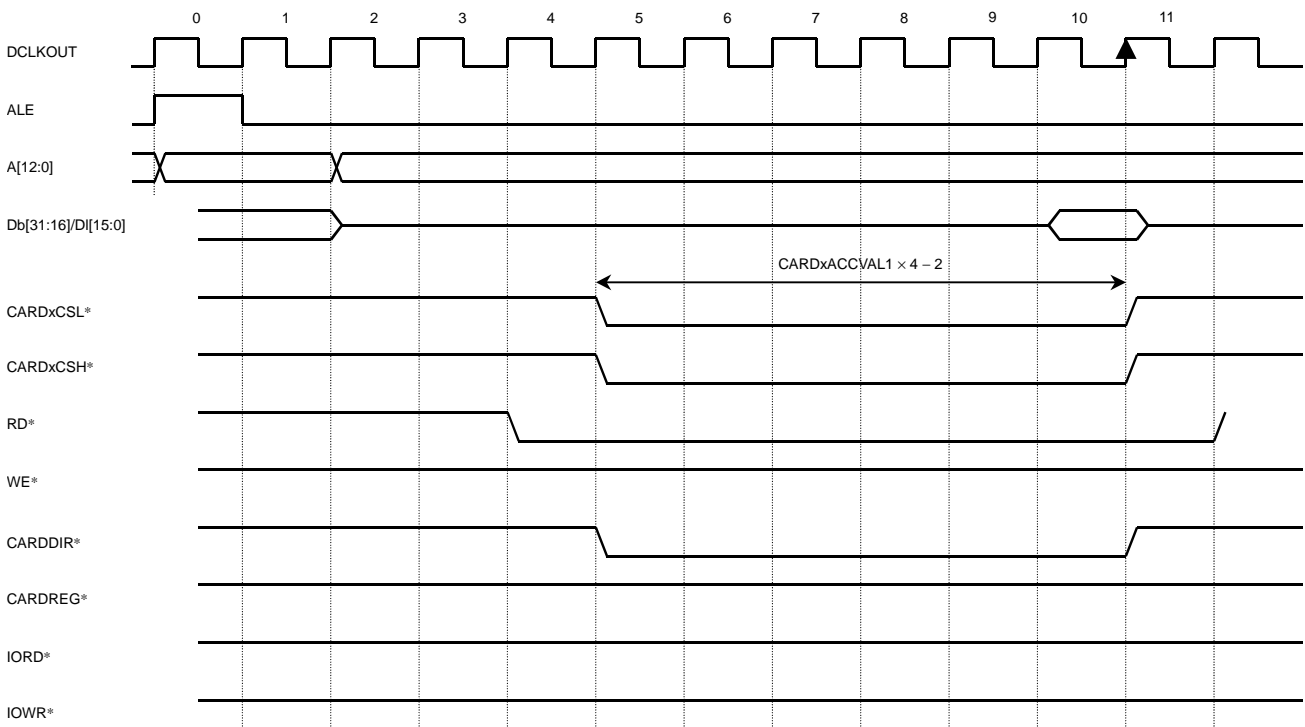 0 1 2 3 4 5 6 7 8 9 10 11
DCLKOUT
ALE
A[12:0]
Db[31:16]/DI[15:0]
CARDxACCVAL1 × 4 – 2
CARDxCSL*
CARDxCSH*
RD*
WE*
CARDDIR*
CARDREG*
IORD*
IOWR*